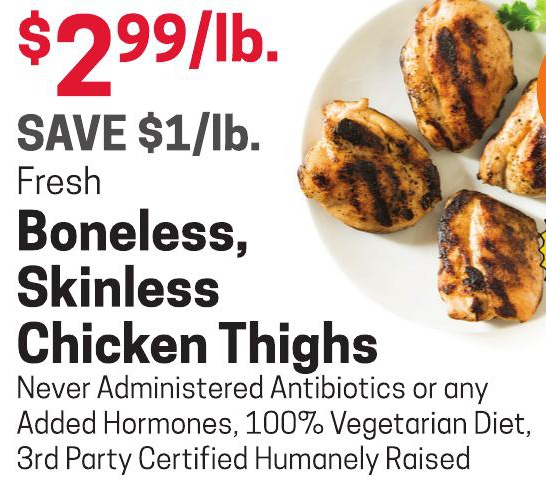 $2.99/lb.
SAVE $1/lb.
Fresh
Boneless,
Skinless
Chicken Thighs
Never Administered Antibiotics or any
Added Hormones, 100% Vegetarian Diet,
3rd Party Certified Humanely Raised